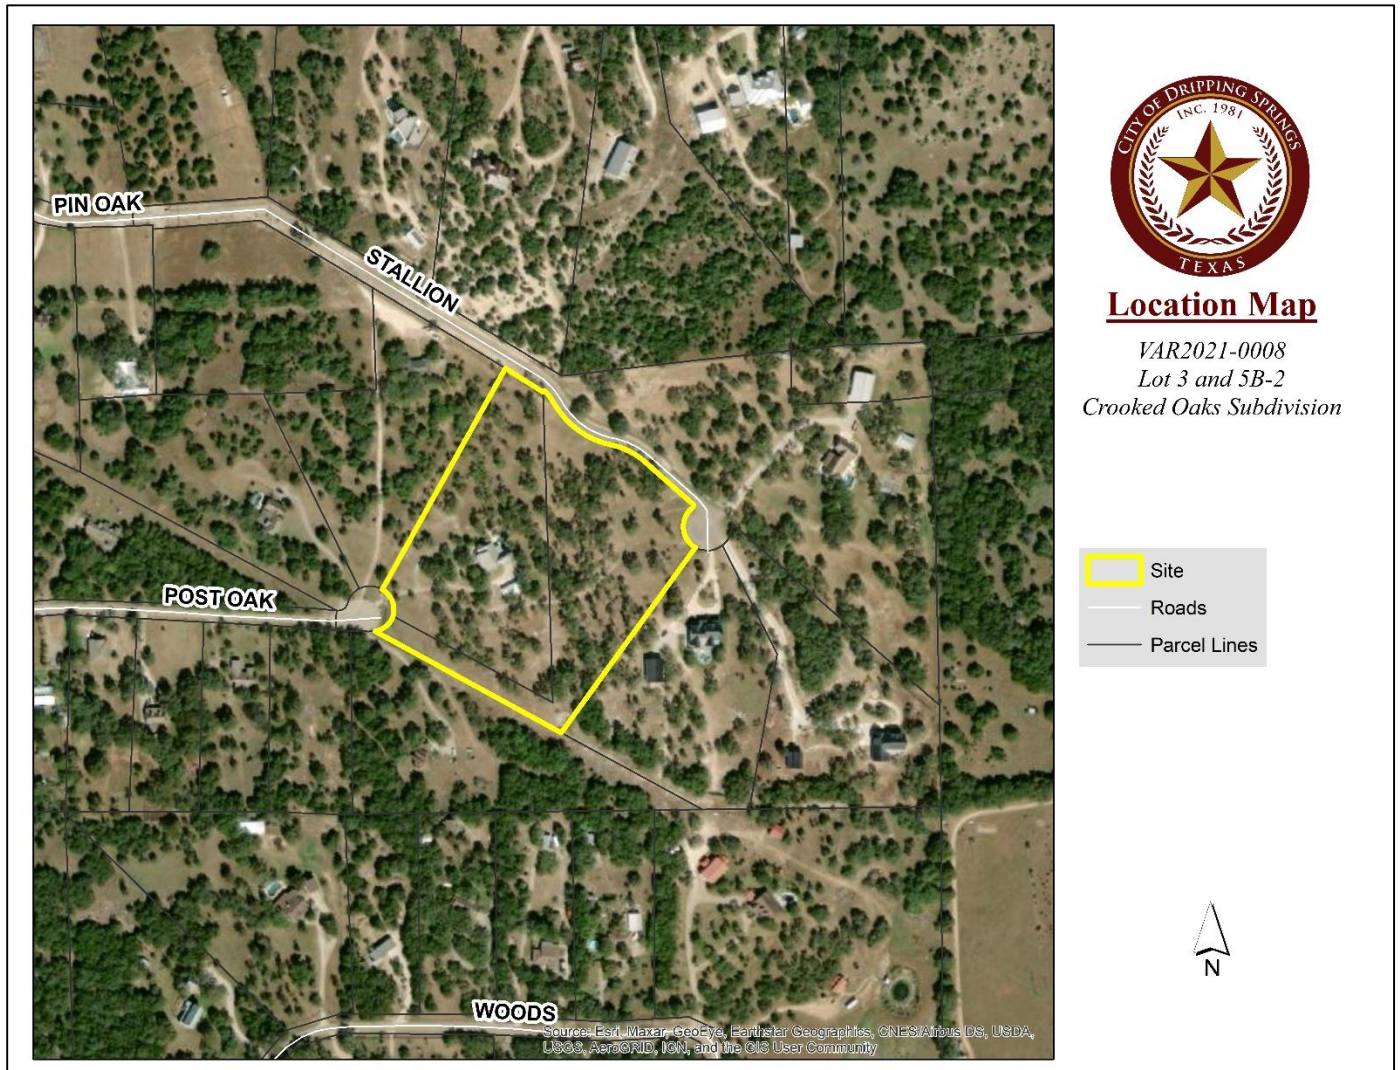 PIN OAK
STALLION
POST OAK
WOODS
Source: Esri, Maxar, GeoEye, Earthstar Geographics, CNES/Airbus DS, USDA,
USGS, AeroGRID, IGN, and the GIS User Community
CITY OF DRIPPING SPRINGS
INC. 1981
TEXAS
Location Map
VAR2021-0008
Lot 3 and 5B-2
Crooked Oaks Subdivision
Site
Roads
Parcel Lines
N